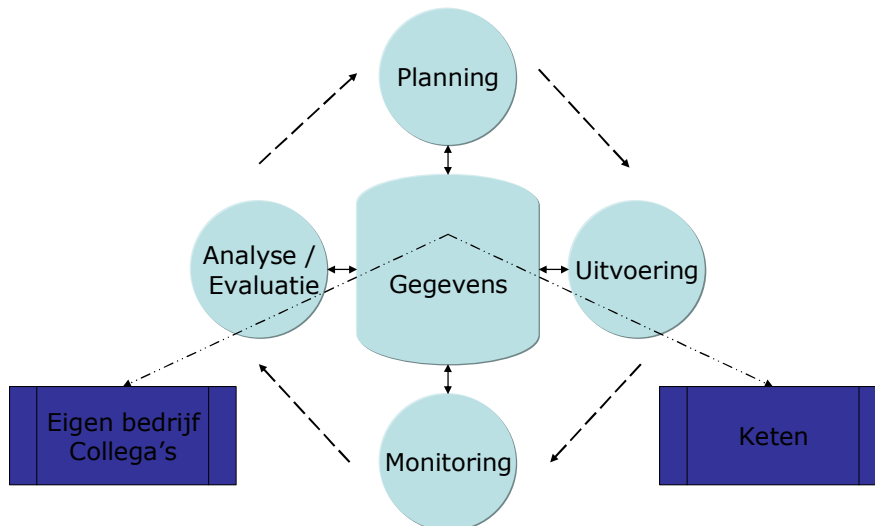 Planning
Analyse /
Evaluatie
Gegevens
Uitvoering
Eigen bedrijf
Collega’s
Monitoring
Keten